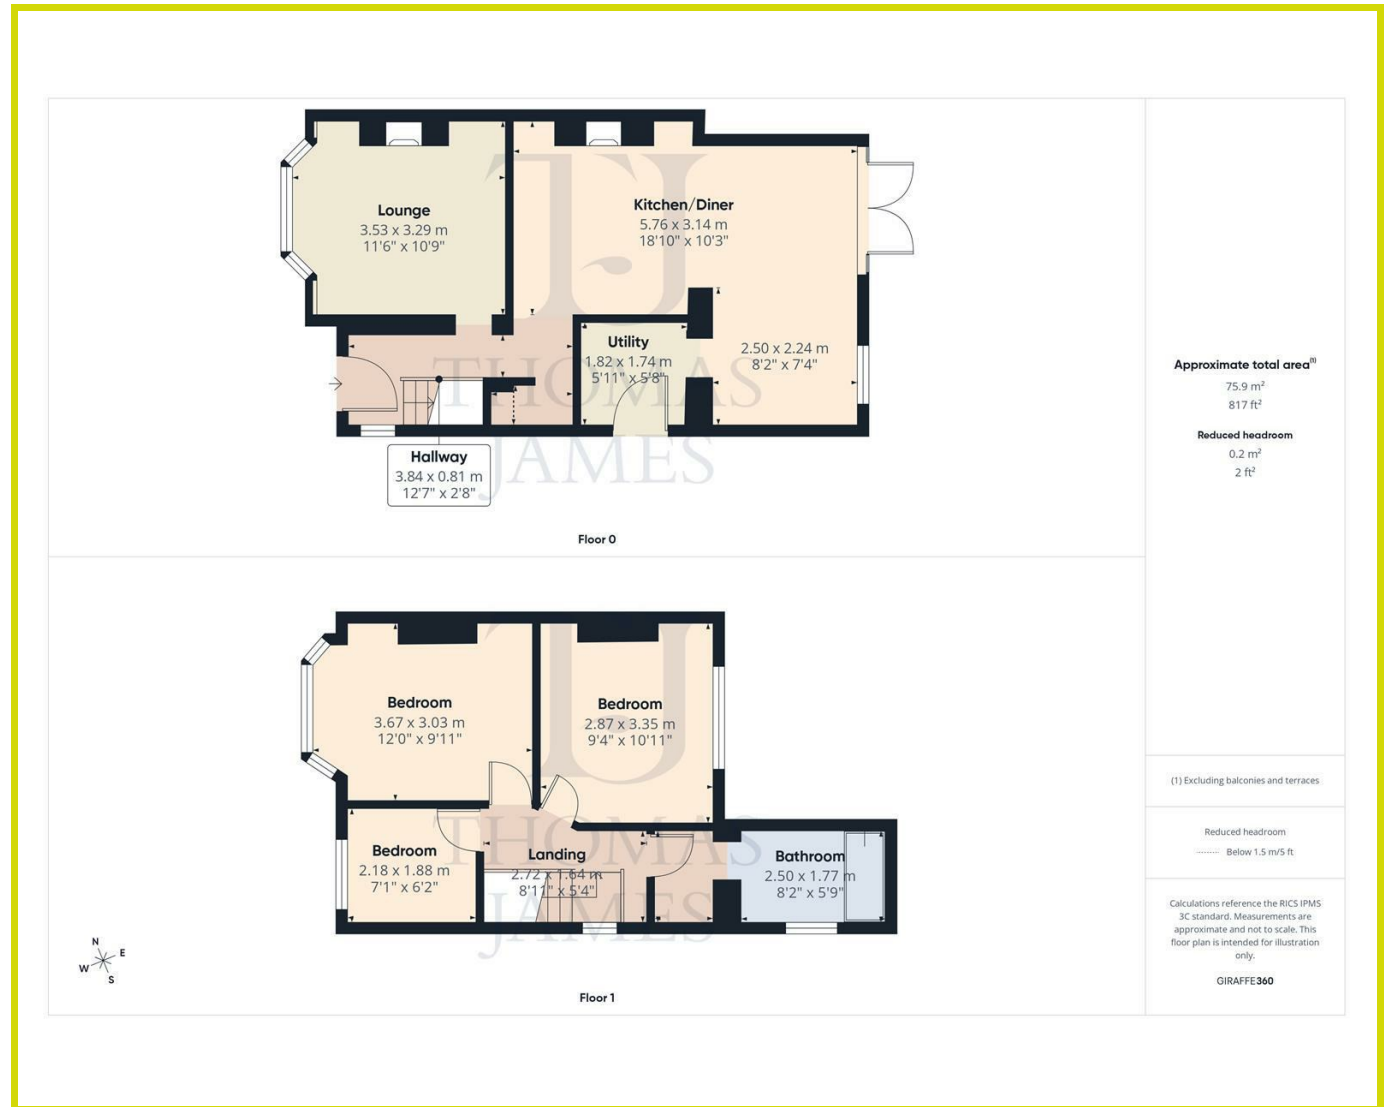 Lounge
3.53 x 3.29 m
11'6" x 10'9"
Kitchen/Diner
5.76 x 3.14 m
18'10" x 10'3"
Utility
1.82 x 1.74 m
5'11" x 5'8"
2.50 x 2.24 m
8'2" x 7'4"
Hallway
3.84 x 0.81 m
12'7" x 2'8"
TJ
THOMAS
JAMES
Floor 0
Bedroom
3.67 x 3.03 m
12'0" x 9'11"
Bedroom
2.87 x 3.35 m
9'4" x 10'11"
Bedroom
2.18 x 1.88 m
7'1" x 6'2"
Landing
2.72 x 1.64 m
8'11" x 5'4"
Bathroom
2.50 x 1.77 m
8'2" x 5'9"
TJ
THOMAS
JAMES
N
E
W
S
Floor 1
Approximate total area(1)
75.9 m²
817 ft²
Reduced headroom
0.2 m²
2 ft²
(1) Excluding balconies and terraces
Reduced headroom
Below 1.5 m/5 ft
Calculations reference the RICS IPMS
3C standard. Measurements are
approximate and not to scale. This
floor plan is intended for illustration
only.
GIRAFFE360